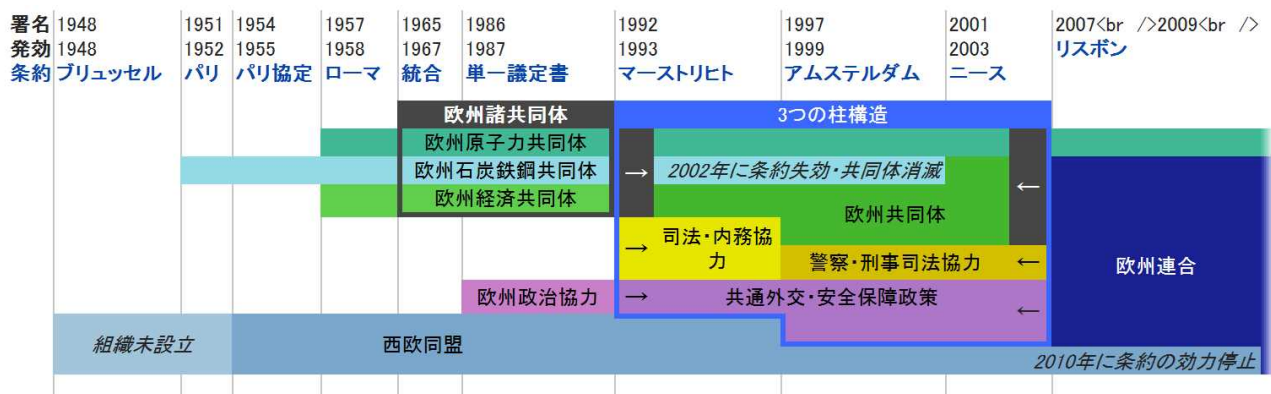 署名 1948 1951 1954 1957 1965 1986 1992 1997 2001 2007<br />2009<br />
発効 1948 1952 1955 1958 1967 1987 1993 1999 2003 リスボン
条約 ブリュッセル パリ パリ協定 ローマ 統合 単一議定書 マーストリヒト アムステルダム ニース
欧州諸共同体 3つの柱構造
欧州原子力共同体
欧州石炭鉄鋼共同体 → 2002年に条約失効・共同体消滅 ←
欧州経済共同体
欧州共同体
→ 司法・内務協
力
警察・刑事司法協力 ←
欧州連合
欧州政治協力 → 共通外交・安全保障政策 ←
組織未設立 西欧同盟
2010年に条約の効力停止